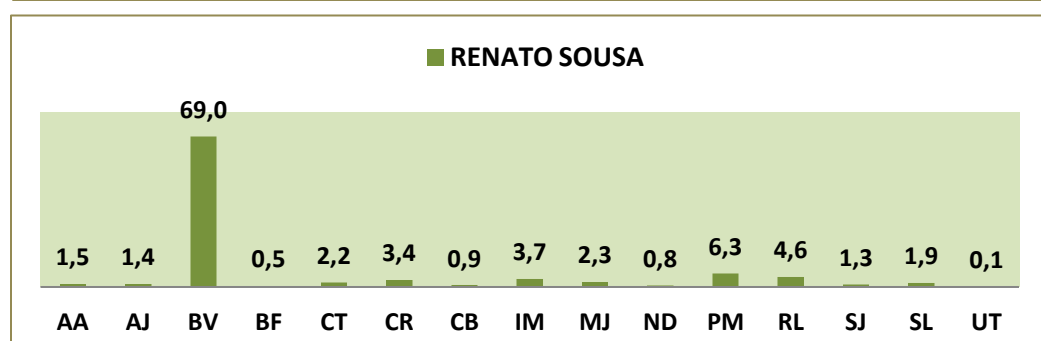 RENATO SOUSA
69,0
1,5 1,4 0,5 2,2 3,4 0,9 3,7 2,3 0,8 6,3 4,6 1,3 1,9 0,1
AA AJ BV BF CT CR CB IM MJ ND PM RL SJ SL UT